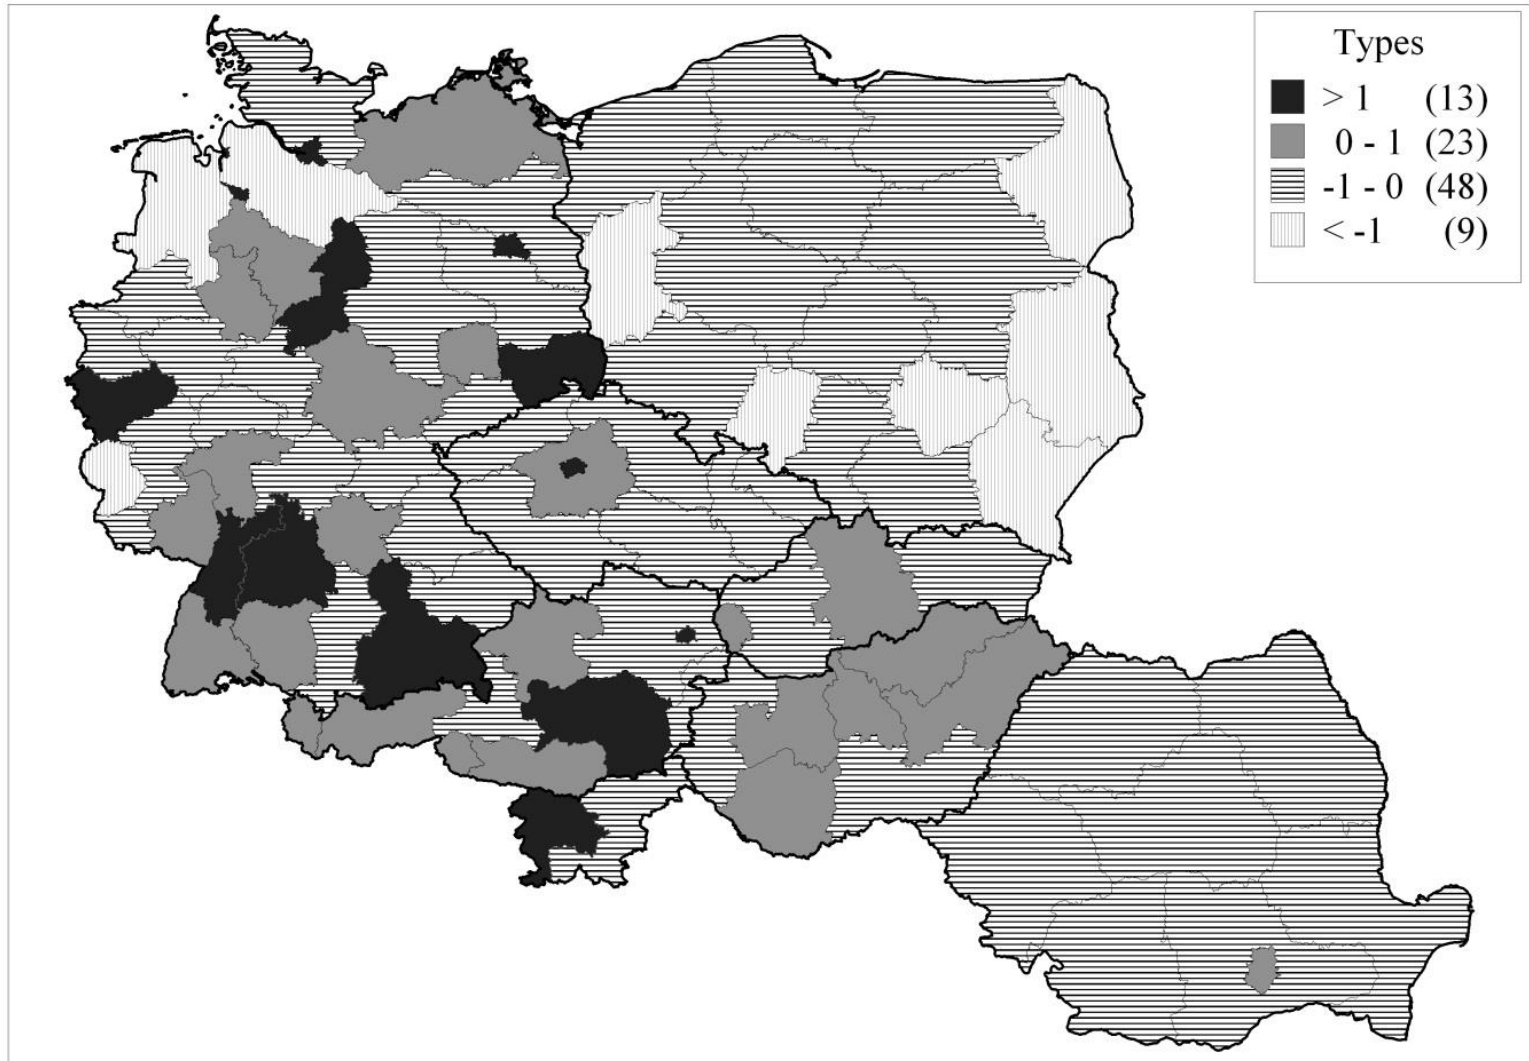 Types
> 1 (13)
0 - 1 (23)
-1 - 0 (48)
< -1 (9)